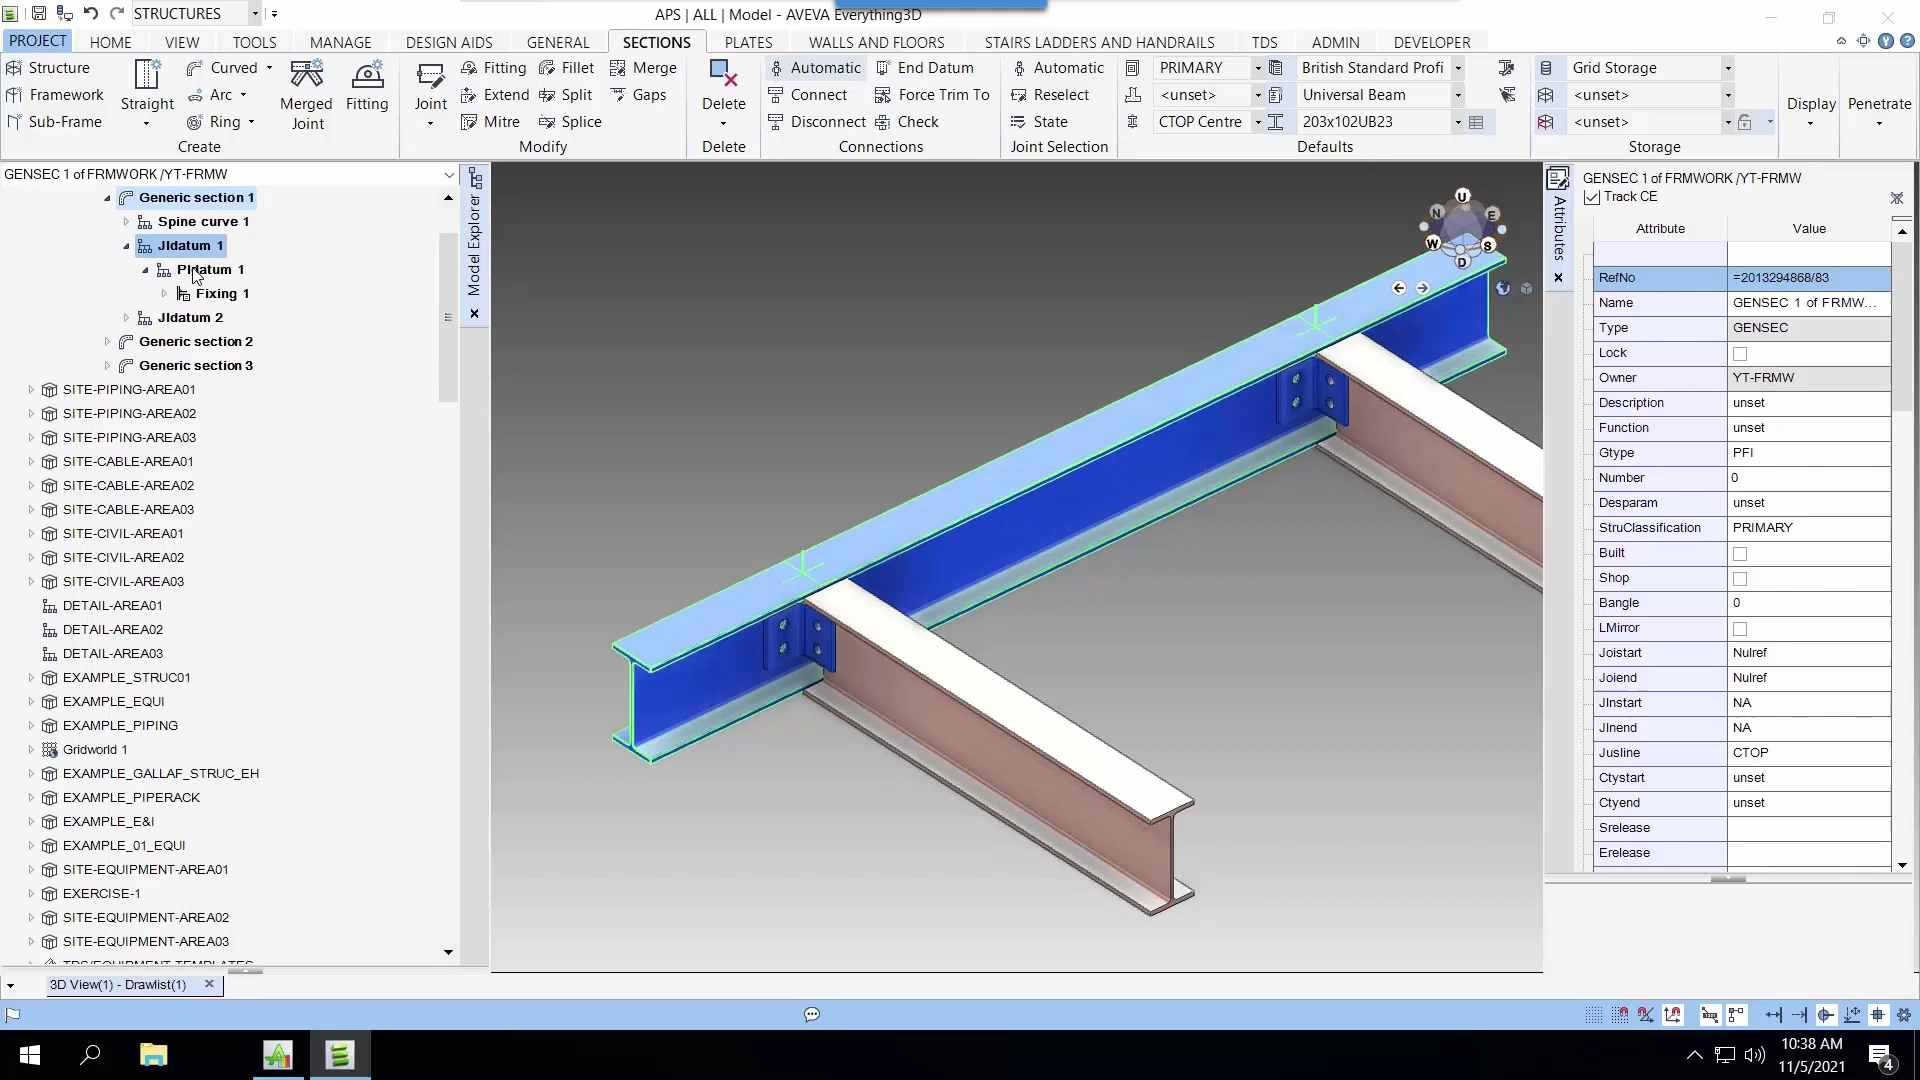 STRUCTURES
APS | ALL | Model - AVEVA Everything3D
PROJECT HOME VIEW TOOLS MANAGE DESIGN AIDS GENERAL SECTIONS PLATES WALLS AND FLOORS STAIRS LADDERS AND HANDRAILS TDS ADMIN DEVELOPER
Structure
Framework
Sub-Frame
Straight
Curved
Arc
Ring
Merged
Joint
Fitting
Create
Joint
Fitting
Extend
Mitre
Fillet
Split
Splice
Merge
Gaps
Modify
Delete
Delete
Automatic
Connect
Disconnect
End Datum
Force Trim To
Check
Connections
Automatic
Reselect
State
Joint Selection
PRIMARY
<unset>
CTOP Centre
British Standard Profi
Universal Beam
203x102UB23
Defaults
Grid Storage
<unset>
<unset>
Storage
Display
Penetrate
GENSEC 1 of FRMWORK /YT-FRMW
Generic section 1
Spine curve 1
Jldatum 1
Pldatum 1
Fixing 1
Jldatum 2
Generic section 2
Generic section 3
SITE-PIPING-AREA01
SITE-PIPING-AREA02
SITE-PIPING-AREA03
SITE-CABLE-AREA01
SITE-CABLE-AREA02
SITE-CABLE-AREA03
SITE-CIVIL-AREA01
SITE-CIVIL-AREA02
SITE-CIVIL-AREA03
DETAIL-AREA01
DETAIL-AREA02
DETAIL-AREA03
EXAMPLE_STRUC01
EXAMPLE_EQUI
EXAMPLE_PIPING
Gridworld 1
EXAMPLE_GALLAF_STRUC_EH
EXAMPLE_PIPERACK
EXAMPLE_E&I
EXAMPLE_01_EQUI
SITE-EQUIPMENT-AREA01
EXERCISE-1
SITE-EQUIPMENT-AREA02
SITE-EQUIPMENT-AREA03
Model Explorer
U
N E
W S
D
Attributes
GENSEC 1 of FRMWORK /YT-FRMW
Track CE
Attribute Value
RefNo =2013294868/83
Name GENSEC 1 of FRMW...
Type GENSEC
Lock
Owner YT-FRMW
Description unset
Function unset
Gtype PFI
Number 0
Desparam unset
StruClassification PRIMARY
Built
Shop
Bangle 0
LMirror
Joistart Nulref
Joiend Nulref
Jlnstart NA
Jlnend NA
Jusline CTOP
Ctystart unset
Ctyend unset
Srelease
Erelease
3D View(1) - Drawlist(1)
10:38 AM
11/5/2021
4